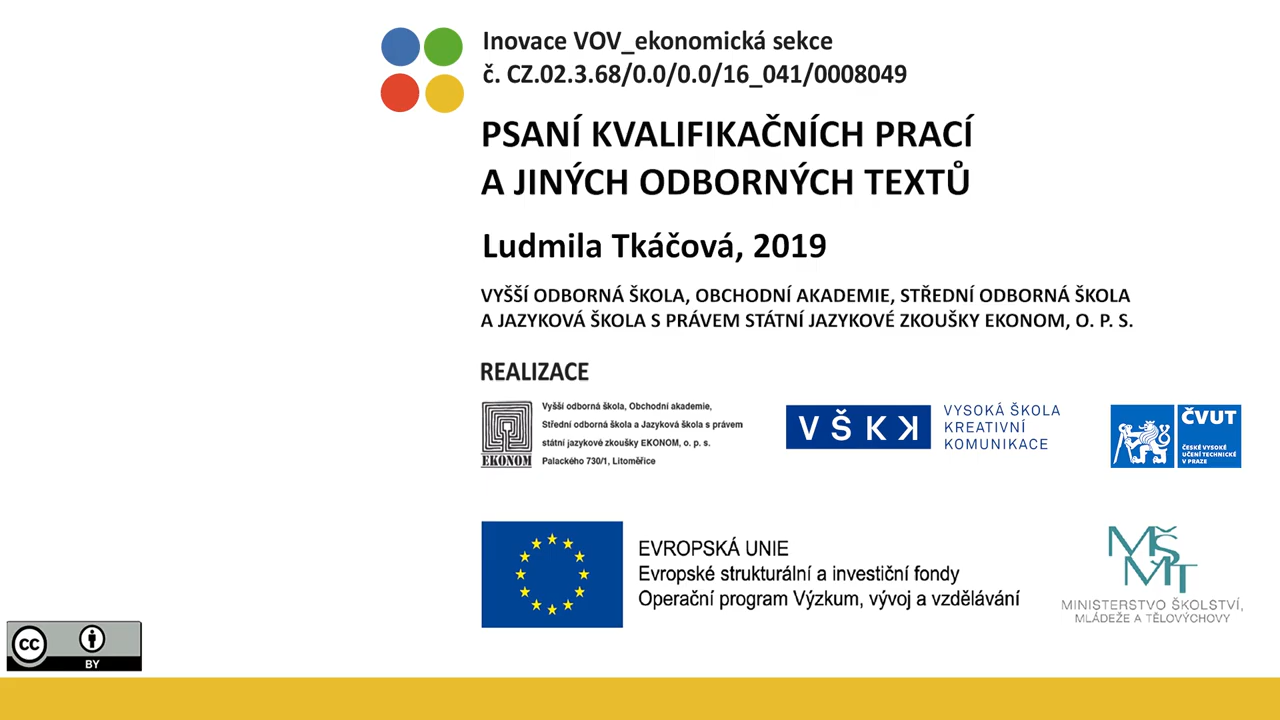 Inovace VOV_ekonomická sekce
č. CZ.02.3.68/0.0/0.0/16_041/0008049
PSANÍ KVALIFIKAČNÍCH PRACÍ
A JINÝCH ODBORNÝCH TEXTŮ
Ludmila Tkáčová, 2019
VYŠŠÍ ODBORNÁ ŠKOLA, OBCHODNÍ AKADEMIE, STŘEDNÍ ODBORNÁ ŠKOLA
A JAZYKOVÁ ŠKOLA S PRÁVEM STÁTNÍ JAZYKOVÉ ZKOUŠKY EKONOM, O. P. S.
REALIZACE
EKONOM
Vyšší odborná škola, Obchodní akademie,
Střední odborná škola a Jazyková škola s právem
státní jazykové zkoušky EKONOM, o. p. s.
Palackého 730/1, Litoměřice
VŠKK
VYSOKÁ ŠKOLA
KREATIVNÍ
KOMUNIKACE
ČVUT
ČESKÉ VYSOKÉ
UČENÍ TECHNICKÉ
V PRAZE
EVROPSKÁ UNIE
Evropské strukturální a investiční fondy
Operační program Výzkum, vývoj a vzdělávání
MŠMT
MINISTERSTVO ŠKOLSTVÍ,
MLÁDEŽE A TĚLOVÝCHOVY
cc
BY